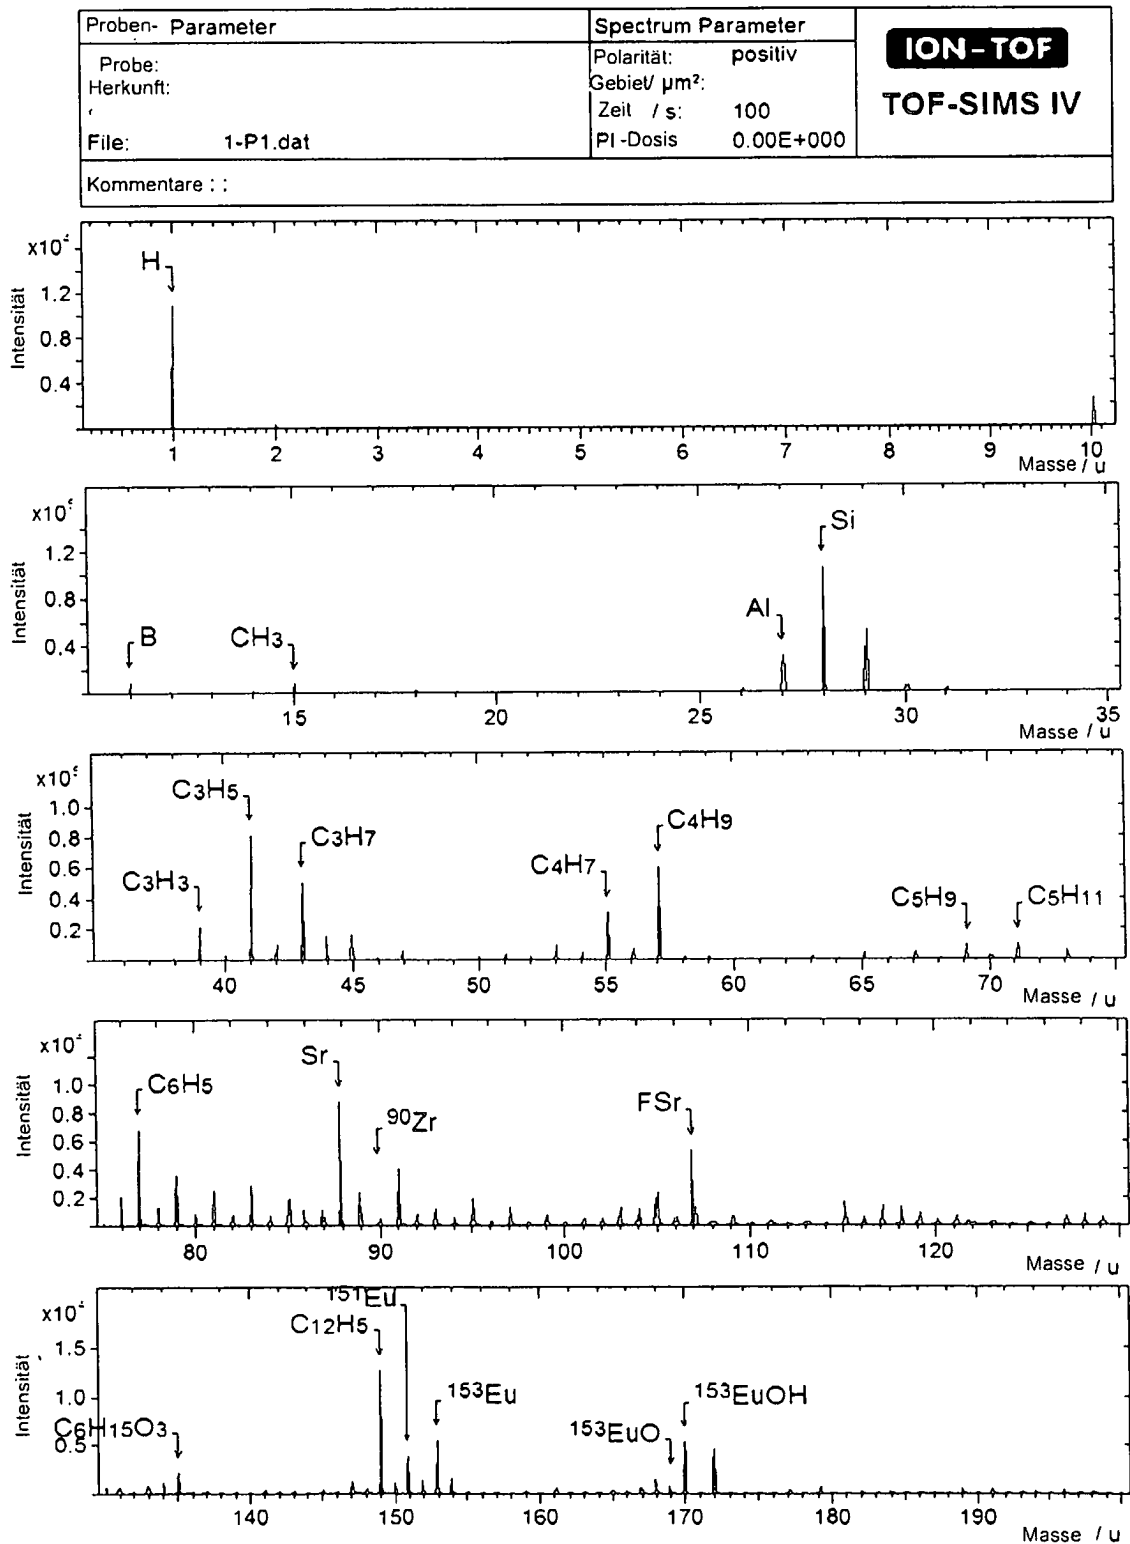 Proben- Parameter
Spectrum Parameter
ION-TOF
TOF-SIMS IV
Probe:
Herkunft:
File: 1-P1.dat
Polarität: positiv
Gebiet/ µm²:
Zeit / s: 100
PI-Dosis 0.00E+000
Kommentare : :
Intensität
1.2
0.8
0.4
H
1 2 3 4 5 6 7 8 9 10
Masse / u
Intensität
1.2
0.8
0.4
B
CH3
Al
Si
15 20 25 30 35
Masse / u
Intensität
1.0
0.8
0.6
0.4
0.2
C3H3
C3H5
C3H7
C4H7
C4H9
C5H9
C5H11
40 45 50 55 60 65 70
Masse / u
Intensität
1.0
0.8
0.6
0.4
0.2
C6H5
Sr
90Zr
FSr
80 90 100 110 120
Masse / u
Intensität
1.5
1.0
0.5
C6H15O3
C12H5
151Eu
153Eu
153EuO
153EuOH
140 150 160 170 180 190
Masse / u